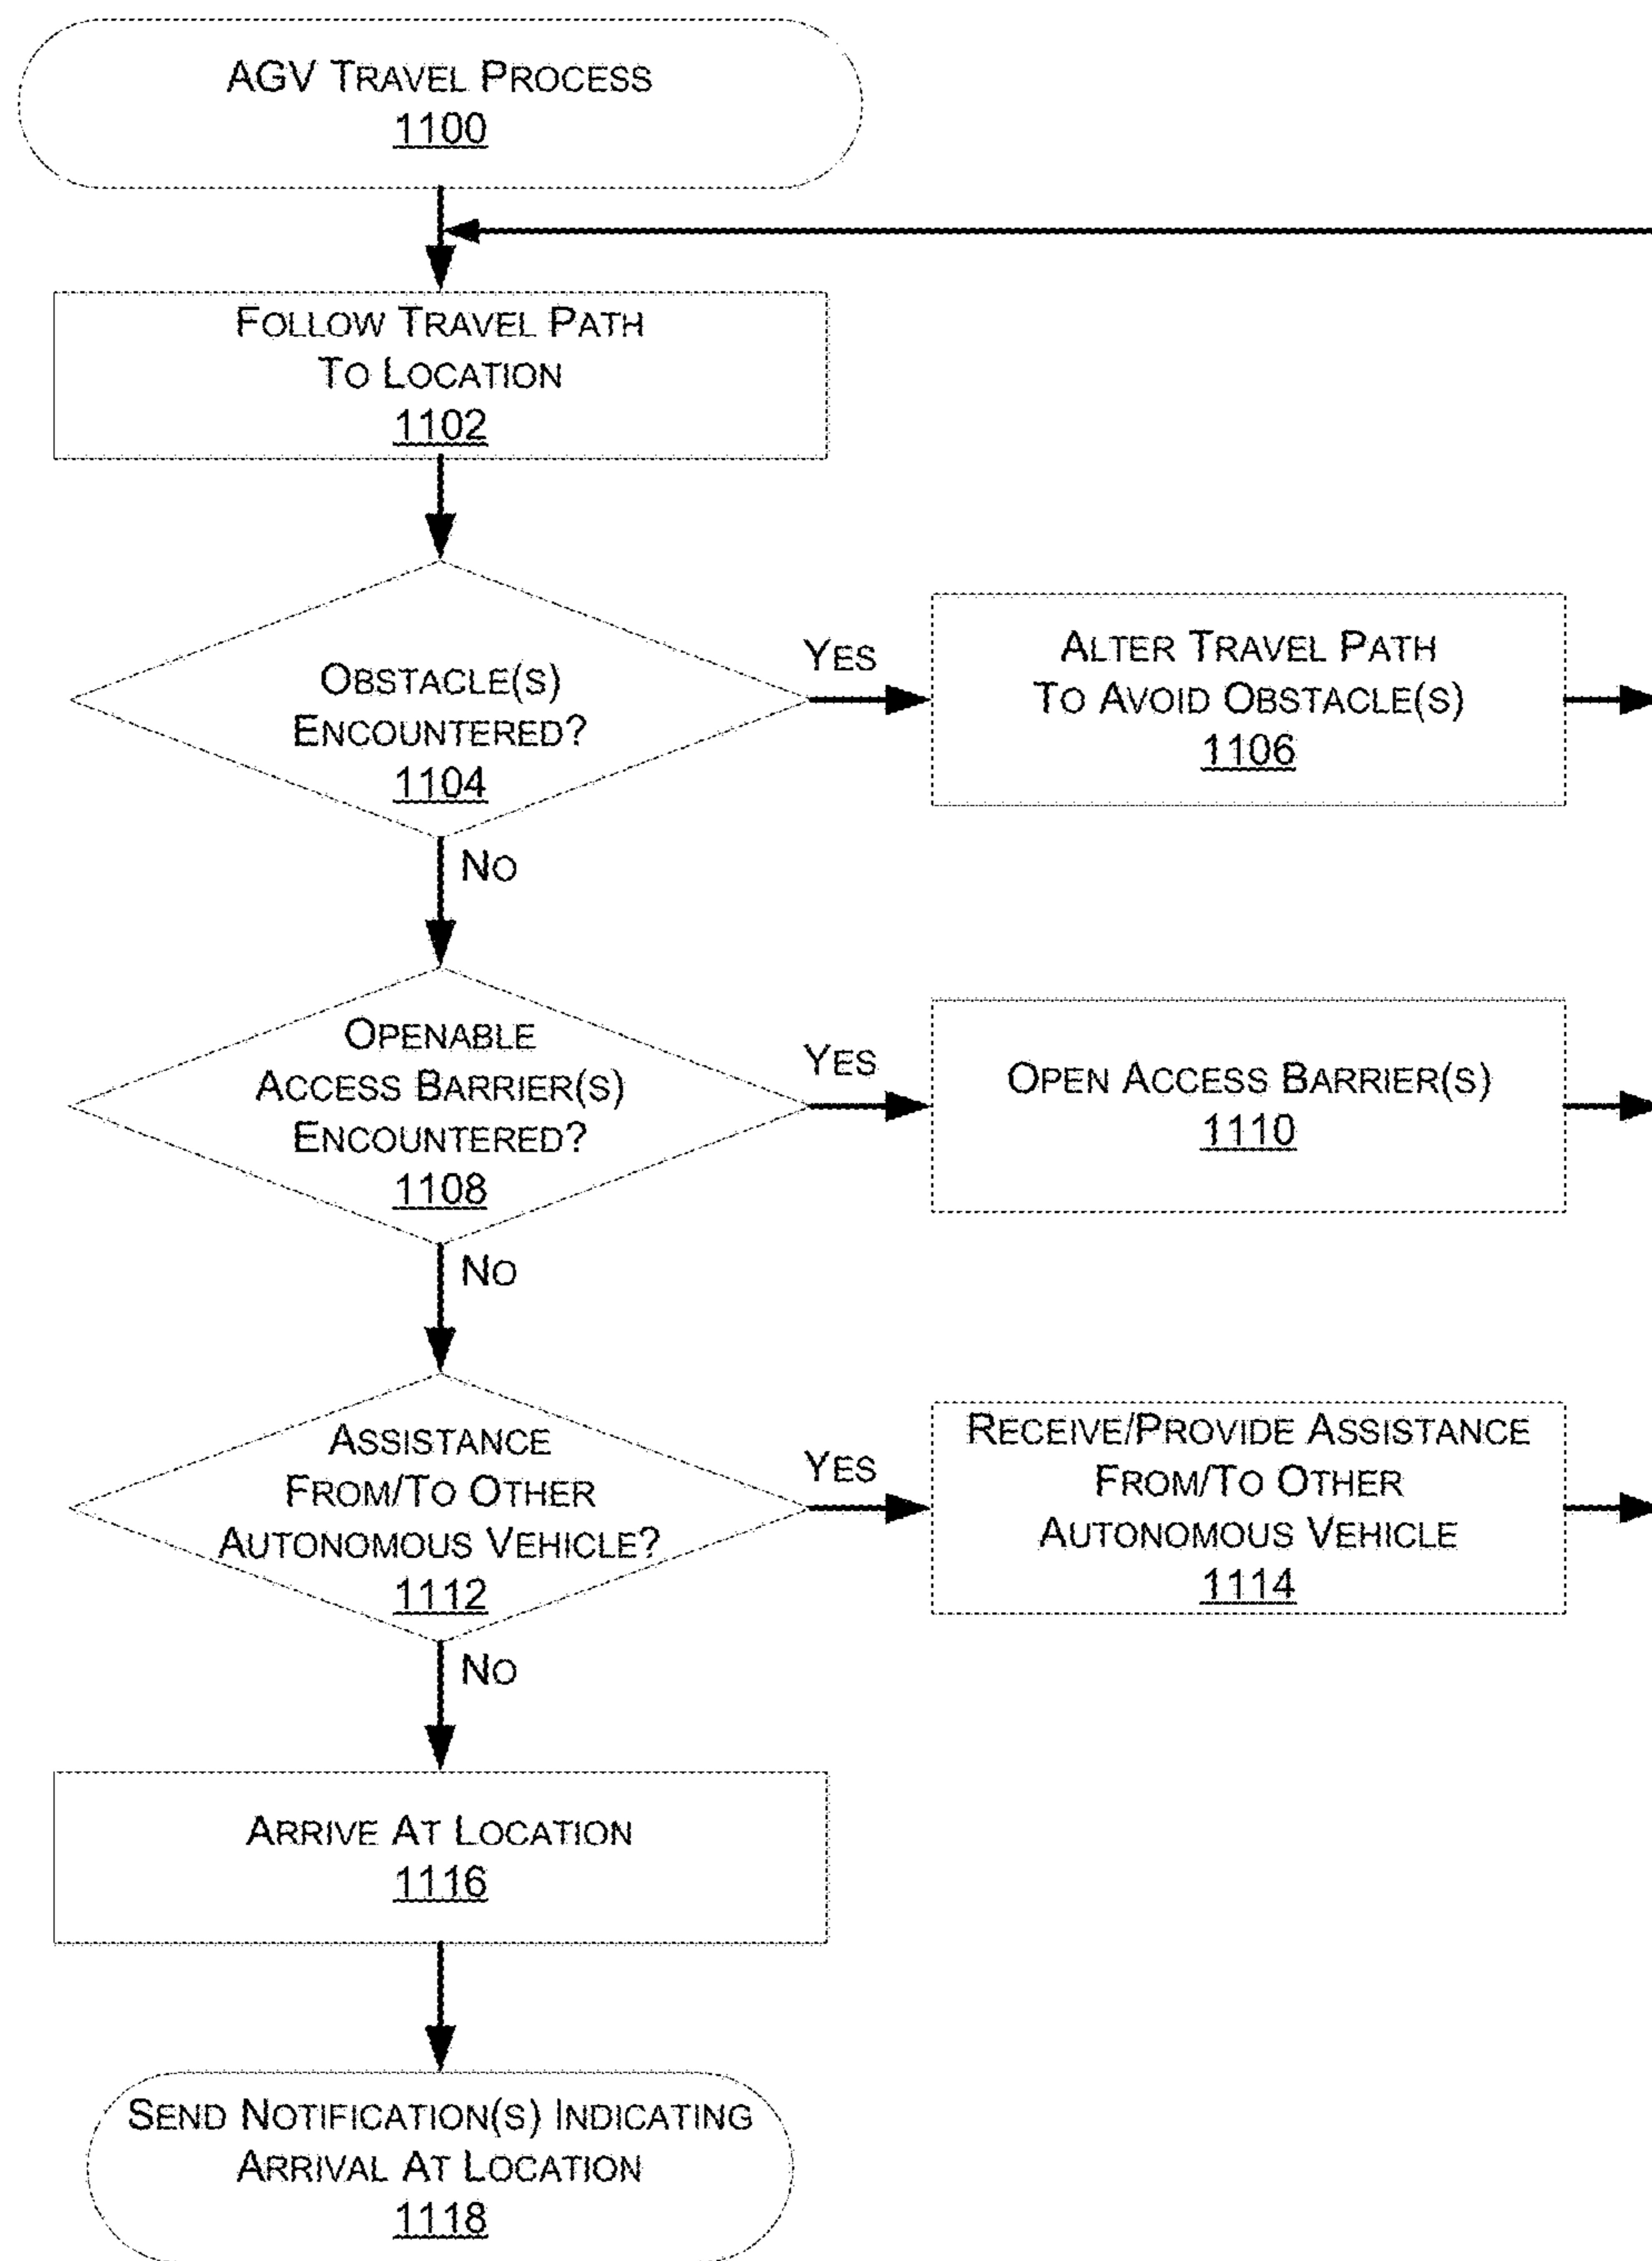 AGV TRAVEL PROCESS
1100
FOLLOW TRAVEL PATH
TO LOCATION
1102
OBSTACLE(S)
ENCOUNTERED?
1104
YES
ALTER TRAVEL PATH
TO AVOID OBSTACLE(S)
1106
NO
OPENABLE
ACCESS BARRIER(S)
ENCOUNTERED?
1108
YES
OPEN ACCESS BARRIER(S)
1110
NO
ASSISTANCE
FROM/TO OTHER
AUTONOMOUS VEHICLE?
1112
YES
RECEIVE/PROVIDE ASSISTANCE
FROM/TO OTHER
AUTONOMOUS VEHICLE
1114
NO
ARRIVE AT LOCATION
1116
SEND NOTIFICATION(S) INDICATING
ARRIVAL AT LOCATION
1118